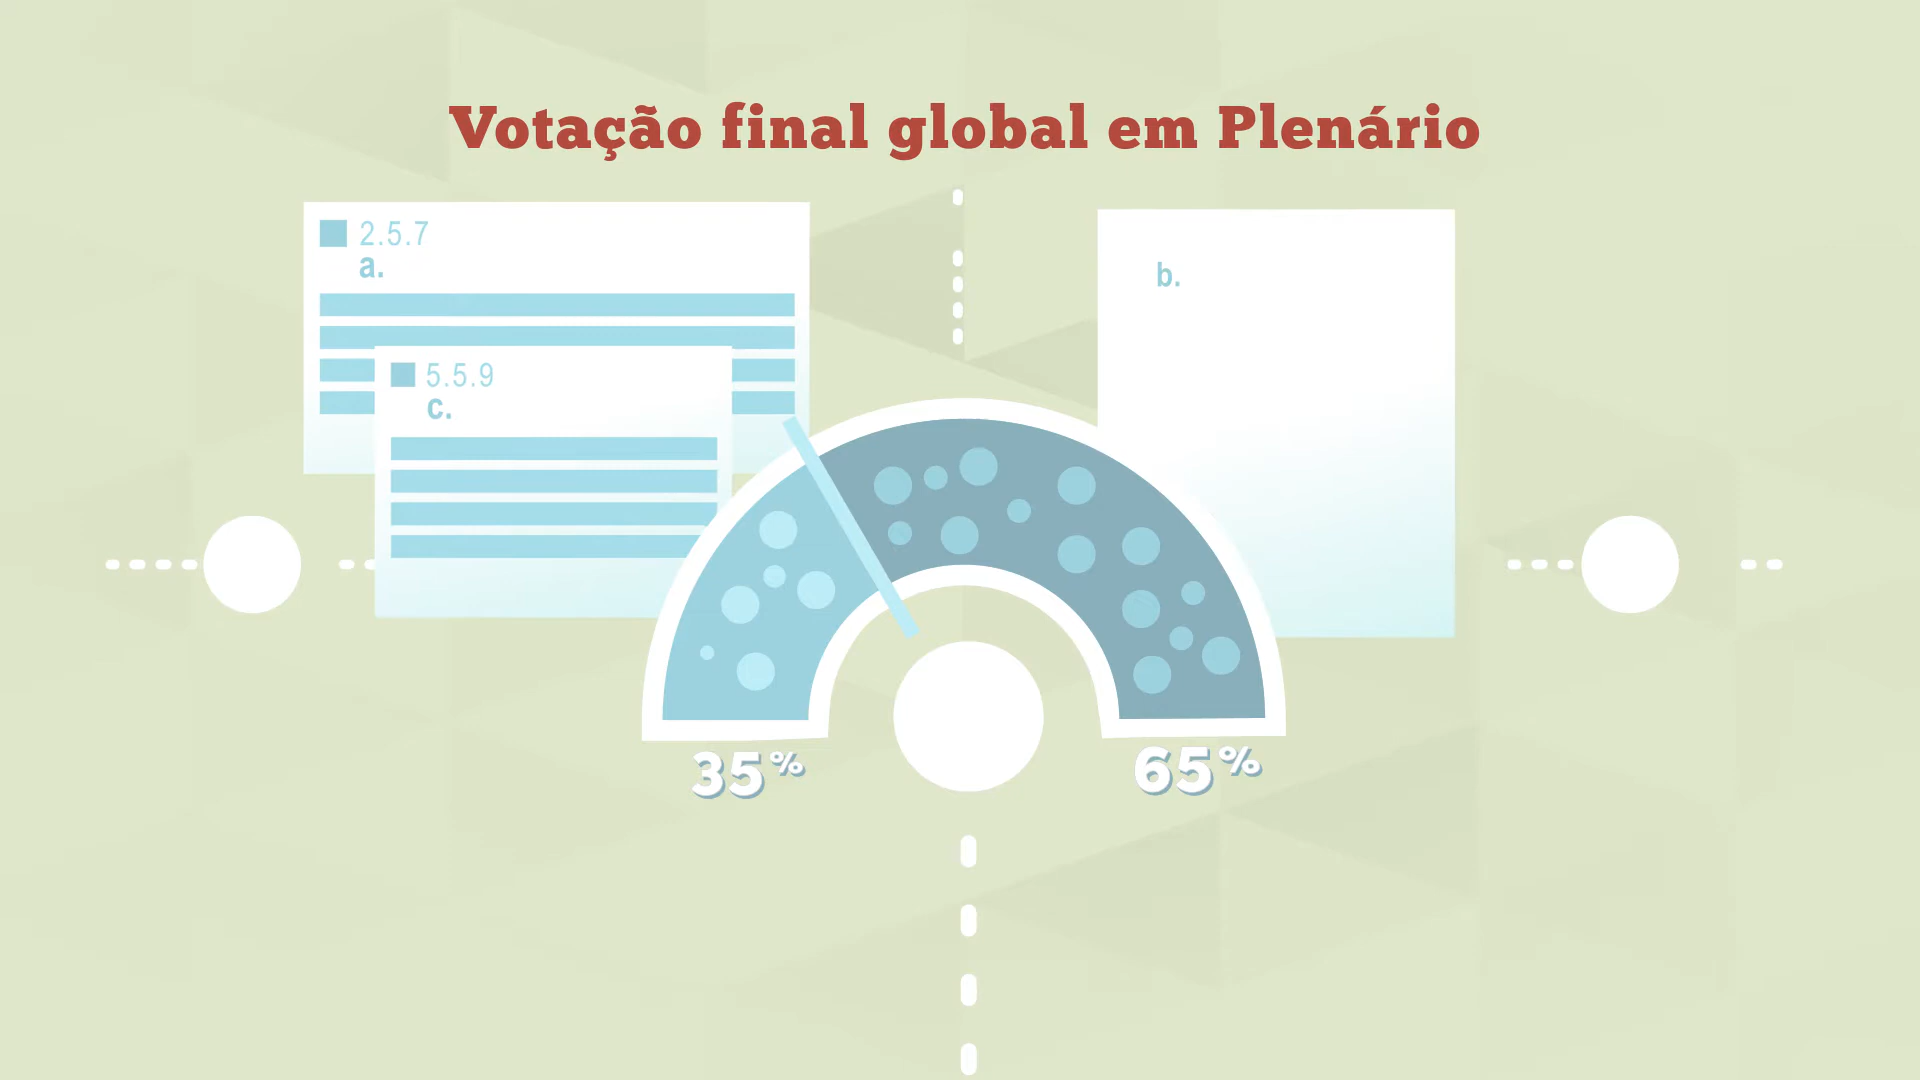 Votação final global em Plenário
2.5.7
a.
b.
5.5.9
c.
35%
65%